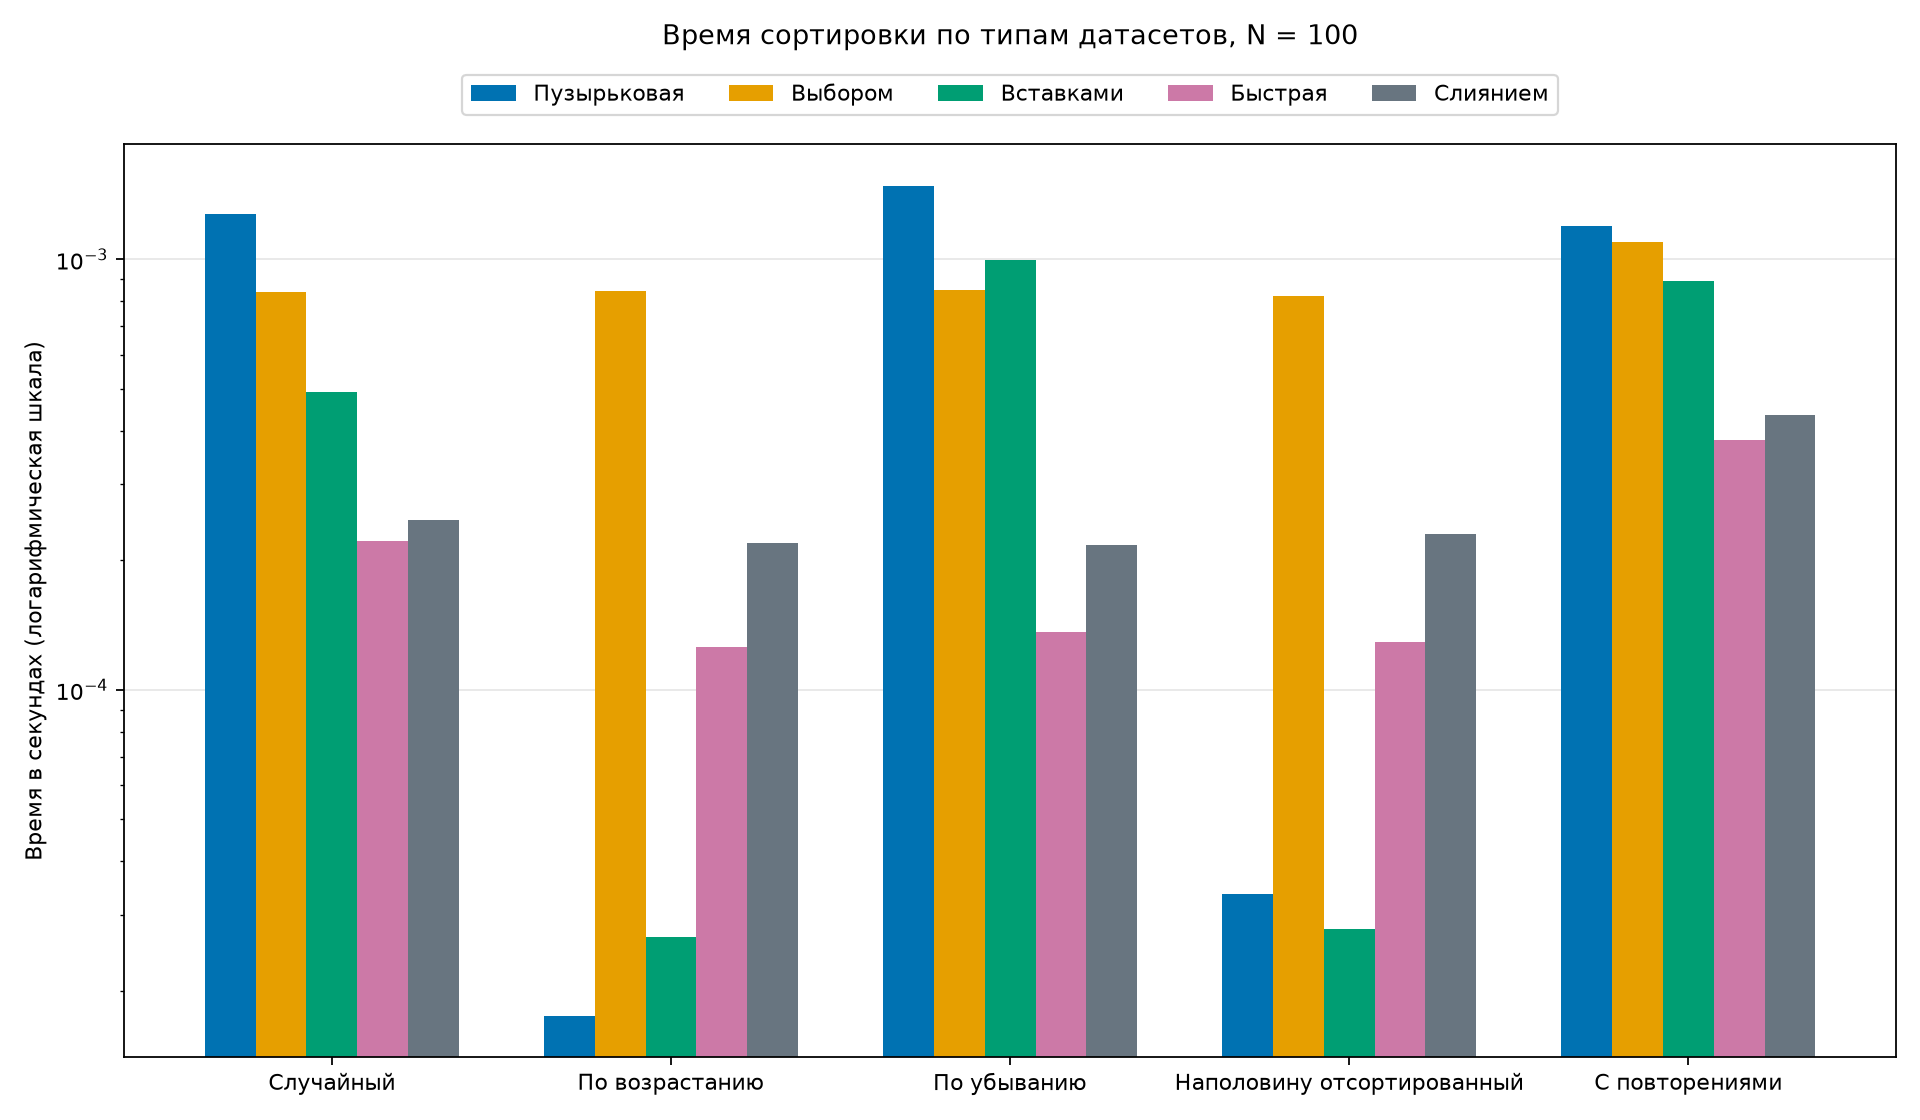 Время сортировки по типам датасетов, N = 100
Пузырьковая Выбором Вставками Быстрая Слиянием
Время в секундах (логарифмическая шкала)
10⁻³
10⁻⁴
Случайный По возрастанию По убыванию Наполовину отсортированный С повторениями